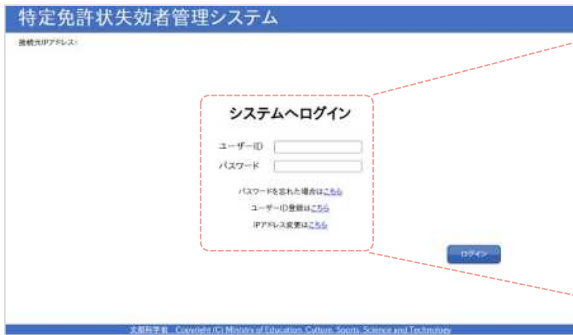 特定免許状失効者管理システム
接続元IPアドレス:
システムへログイン
ユーザーID
パスワード
パスワードを忘れた場合はこちら
ユーザーID登録はこちら
IPアドレス変更はこちら
ログイン
文部科学省 Copyright (C) Ministry of Education, Culture, Sports, Science and Technology